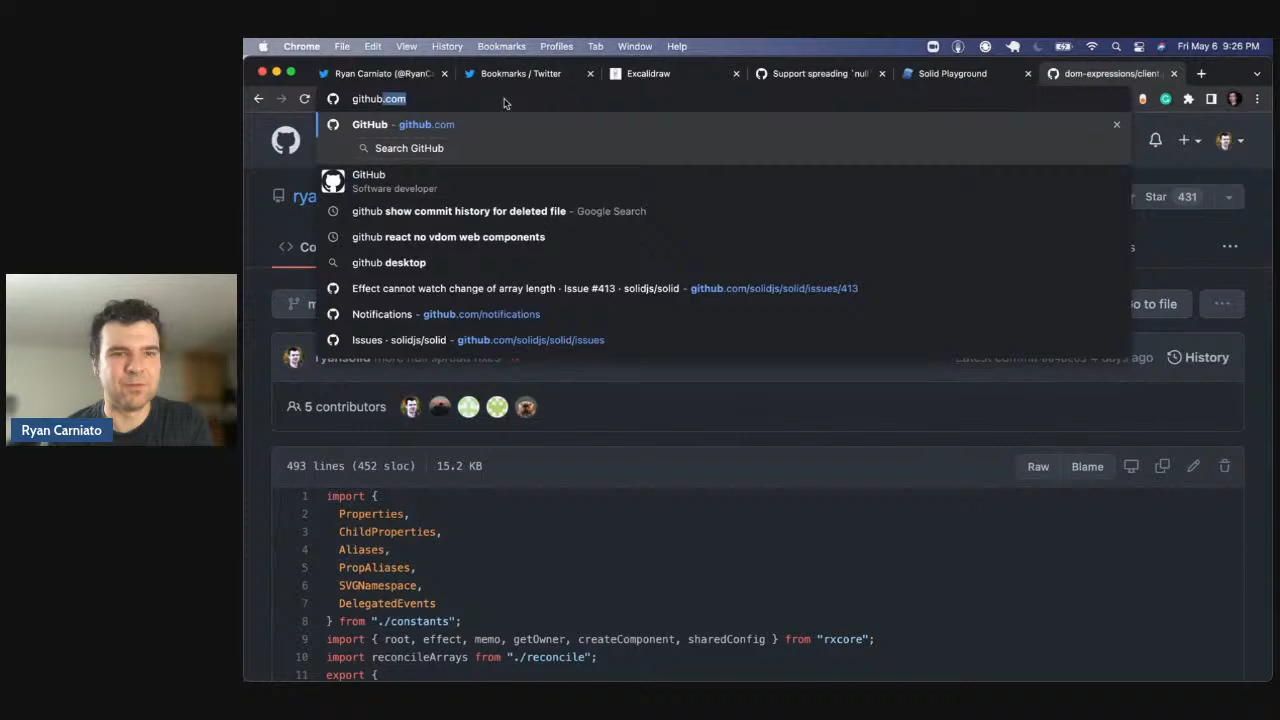 Chrome File Edit View History Bookmarks Profiles Tab Window Help Fri May 6 9:26 PM
Ryan Carniato (@RyanCa Bookmarks / Twitter Excalidraw Support spreading `null` Solid Playground dom-expressions/client.
github.com
GitHub - github.com
Search GitHub
GitHub
Software developer
github show commit history for deleted file - Google Search
github react no vdom web components
github desktop
Effect cannot watch change of array length · Issue #413 · solidjs/solid - github.com/solidjs/solid/issues/413
Notifications - github.com/notifications
Issues · solidjs/solid - github.com/solidjs/solid/issues
rya Star 431
Co s
m o to file
History
5 contributors
493 lines (452 sloc) 15.2 KB Raw Blame
1 import {
2 Properties,
3 ChildProperties,
4 Aliases,
5 PropAliases,
6 SVGNamespace,
7 DelegatedEvents
8 } from "./constants";
9 import { root, effect, memo, getOwner, createComponent, sharedConfig } from "rxcore";
10 import reconcileArrays from "./reconcile";
11 export {
Ryan Carniato